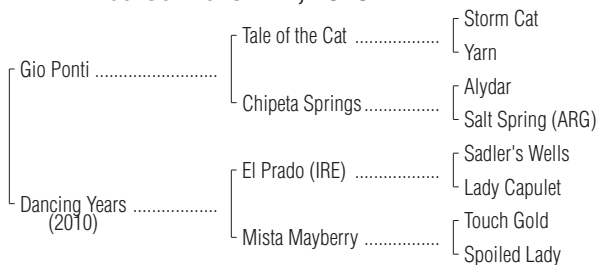 Storm Cat
Tale of the Cat ..................
Yarn
Gio Ponti ..........................
Alydar
Chipeta Springs................
Salt Spring (ARG)
Sadler's Wells
El Prado (IRE) ..................
Lady Capulet
Dancing Years ..................
(2010)
Touch Gold
Mista Mayberry ................
Spoiled Lady